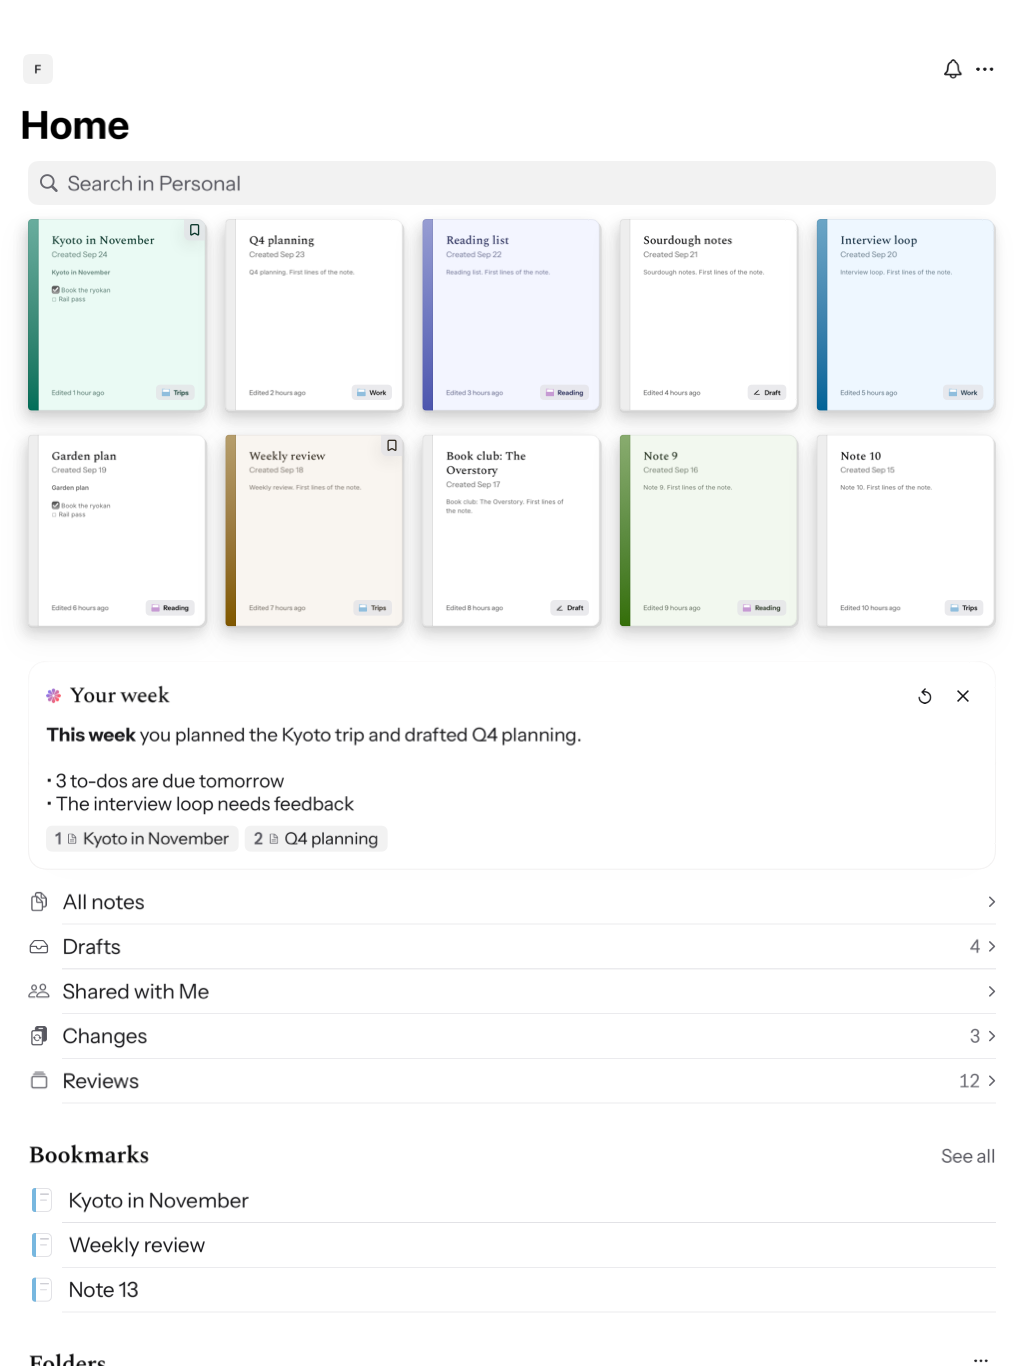 F
Home
Search in Personal
Kyoto in November
Created Sep 24
Kyoto in November
Book the ryokan
Rail pass
Edited 1 hour ago
Trips
Q4 planning
Created Sep 23
Q4 planning. First lines of the note.
Edited 2 hours ago
Work
Reading list
Created Sep 22
Reading list. First lines of the note.
Edited 3 hours ago
Reading
Sourdough notes
Created Sep 21
Sourdough notes. First lines of the note.
Edited 4 hours ago
Draft
Interview loop
Created Sep 20
Interview loop. First lines of the note.
Edited 5 hours ago
Work
Garden plan
Created Sep 19
Garden plan
Book the ryokan
Rail pass
Edited 6 hours ago
Reading
Weekly review
Created Sep 18
Weekly review. First lines of the note.
Edited 7 hours ago
Trips
Book club: The
Overstory
Created Sep 17
Book club: The Overstory. First lines of
the note.
Edited 8 hours ago
Draft
Note 9
Created Sep 16
Note 9. First lines of the note.
Edited 9 hours ago
Reading
Note 10
Created Sep 15
Note 10. First lines of the note.
Edited 10 hours ago
Trips
Your week
This week you planned the Kyoto trip and drafted Q4 planning.
• 3 to-dos are due tomorrow
• The interview loop needs feedback
1 Kyoto in November 2 Q4 planning
All notes
Drafts 4
Shared with Me
Changes 3
Reviews 12
Bookmarks See all
Kyoto in November
Weekly review
Note 13
Folders